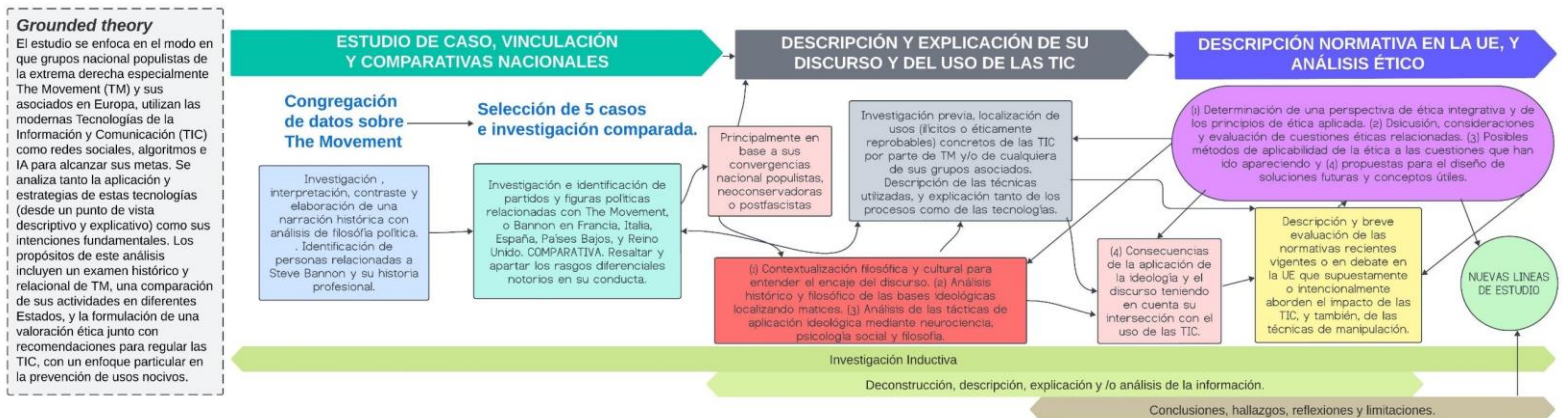 Grounded theory
El estudio se enfoca en el modo en
que grupos nacional populistas de
la extrema derecha especialmente
The Movement (TM) y sus
asociados en Europa, utilizan las
modernas Tecnologías de la
Información y Comunicación (TIC)
como redes sociales, algoritmos e
IA para alcanzar sus metas. Se
analiza tanto la aplicación y
estrategias de estas tecnologías
(desde un punto de vista
descriptivo y explicativo) como sus
intenciones fundamentales. Los
propósitos de este análisis
incluyen un examen histórico y
relacional de TM, una comparación
de sus actividades en diferentes
Estados, y la formulación de una
valoración ética junto con
recomendaciones para regular las
TIC, con un enfoque particular en
la prevención de usos nocivos.
ESTUDIO DE CASO, VINCULACIÓN
Y COMPARATIVAS NACIONALES
Congregación
de datos sobre
The Movement
Selección de 5 casos
e investigación comparada.
Investigación ,
interpretación, contraste y
elaboración de una
narración histórica con
análisis de filosofía política.
. Identificación de
personas relacionadas a
Steve Bannon y su historia
profesional.
Investigación e identificación de
partidos y figuras políticas
relacionadas con The Movement,
o Bannon en Francia, Italia,
España, Países Bajos, y Reino
Unido. COMPARATIVA. Resaltar y
apartar los rasgos diferenciales
notorios en su conducta.
DESCRIPCIÓN Y EXPLICACIÓN DE SU
DISCURSO Y DEL USO DE LAS TIC
Principalmente en
base a sus
convergencias
nacional populistas,
neoconservadoras
o postfascistas
Investigación previa, localización de
usos (ilícitos o éticamente
reprobables) concretos de las TIC
por parte de TM y/o de cualquiera
de sus grupos asociados.
Descripción de las técnicas
utilizadas, y explicación tanto de los
procesos como de las tecnologías.
(1) Contextualización filosófica y cultural para
entender el encaje del discurso. (2) Análisis
histórico y filosófico de las bases ideológicas
localizando matices. (3) Análisis de las tácticas de
aplicación ideológica mediante neurociencia,
psicología social y filosofía.
(4) Consecuencias
de la aplicación de
la ideología y el
discurso teniendo
en cuenta su
intersección con el
uso de las TIC.
DESCRIPCIÓN NORMATIVA EN LA UE, Y
ANÁLISIS ÉTICO
(1) Determinación de una perspectiva de ética integrativa y de
los principios de ética aplicada. (2) Dsicusión, consideraciones
y evaluación de cuestiones éticas relacionadas. (3) Posibles
métodos de aplicabilidad de la ética a las cuestiones que han
ido apareciendo y (4) propuestas para el diseño de
soluciones futuras y conceptos útiles.
Descripción y breve
evaluación de las
normativas recientes
vigentes o en debate en
la UE que supuestamente
o intencionalmente
aborden el impacto de las
TIC, y también, de las
técnicas de manipulación.
NUEVAS LINEAS
DE ESTUDIO
Investigación Inductiva
Deconstrucción, descripción, explicación y /o análisis de la información.
Conclusiones, hallazgos, reflexiones y limitaciones.